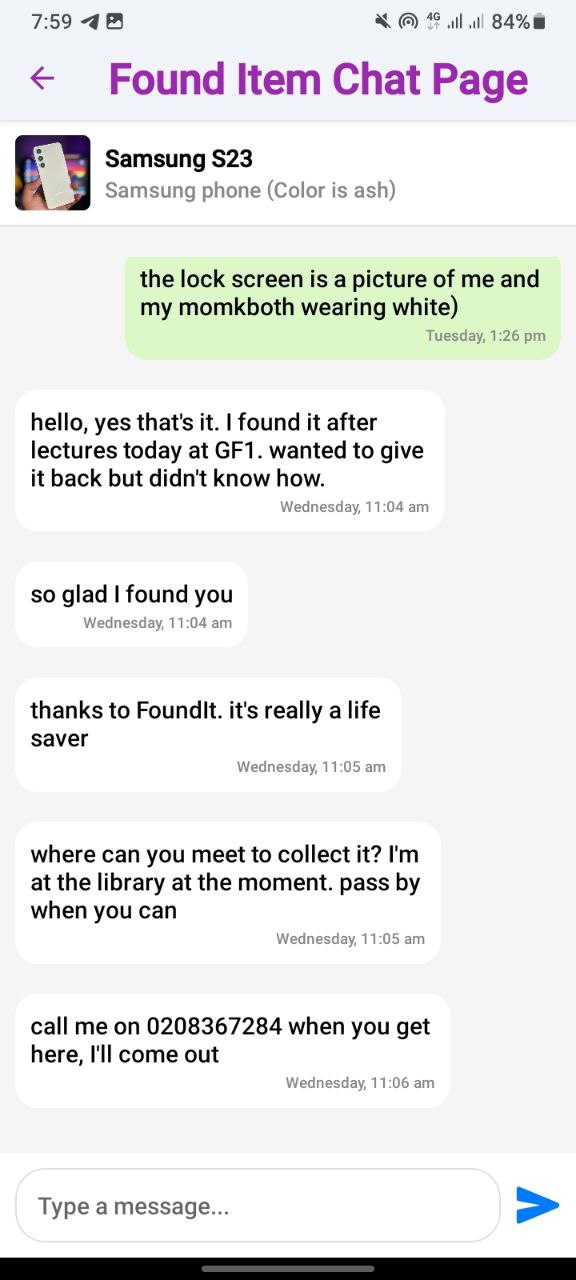 7:59
4G
84%
Found Item Chat Page
Samsung S23
Samsung phone (Color is ash)
the lock screen is a picture of me and
my momkboth wearing white)
Tuesday, 1:26 pm
hello, yes that's it. I found it after
lectures today at GF1. wanted to give
it back but didn't know how.
Wednesday, 11:04 am
so glad I found you
Wednesday, 11:04 am
thanks to FoundIt. it's really a life
saver
Wednesday, 11:05 am
where can you meet to collect it? I'm
at the library at the moment. pass by
when you can
Wednesday, 11:05 am
call me on 0208367284 when you get
here, I'll come out
Wednesday, 11:06 am
Type a message...